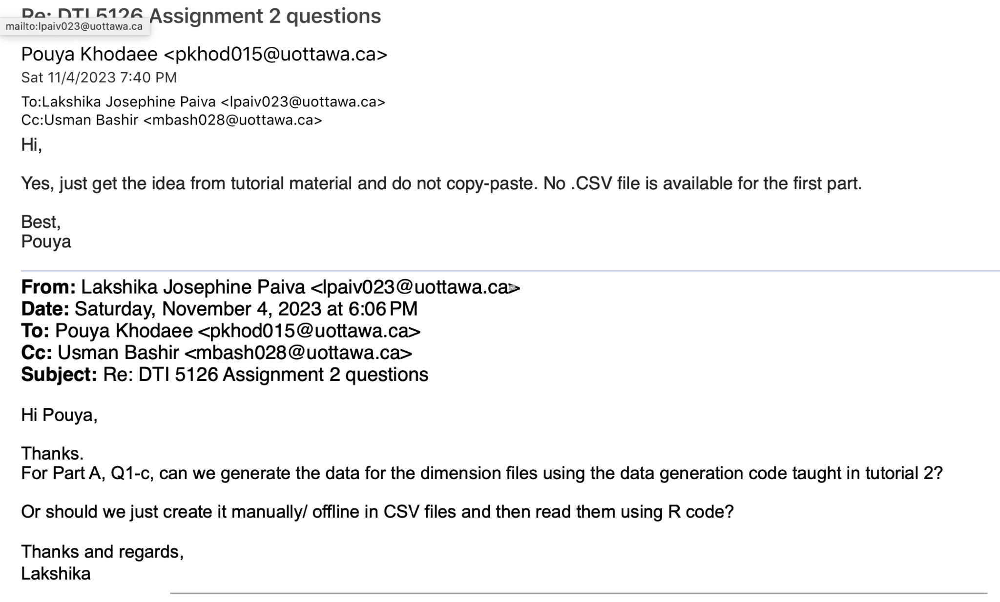 Re: DTI 5126 Assignment 2 questions
mailto:lpaiv023@uottawa.ca
Pouya Khodaee <pkhod015@uottawa.ca>
Sat 11/4/2023 7:40 PM
To:Lakshika Josephine Paiva <lpaiv023@uottawa.ca>
Cc:Usman Bashir <mbash028@uottawa.ca>
Hi,
Yes, just get the idea from tutorial material and do not copy-paste. No .CSV file is available for the first part.
Best,
Pouya
From: Lakshika Josephine Paiva <lpaiv023@uottawa.ca>
Date: Saturday, November 4, 2023 at 6:06 PM
To: Pouya Khodaee <pkhod015@uottawa.ca>
Cc: Usman Bashir <mbash028@uottawa.ca>
Subject: Re: DTI 5126 Assignment 2 questions
Hi Pouya,
Thanks.
For Part A, Q1-c, can we generate the data for the dimension files using the data generation code taught in tutorial 2?
Or should we just create it manually/ offline in CSV files and then read them using R code?
Thanks and regards,
Lakshika